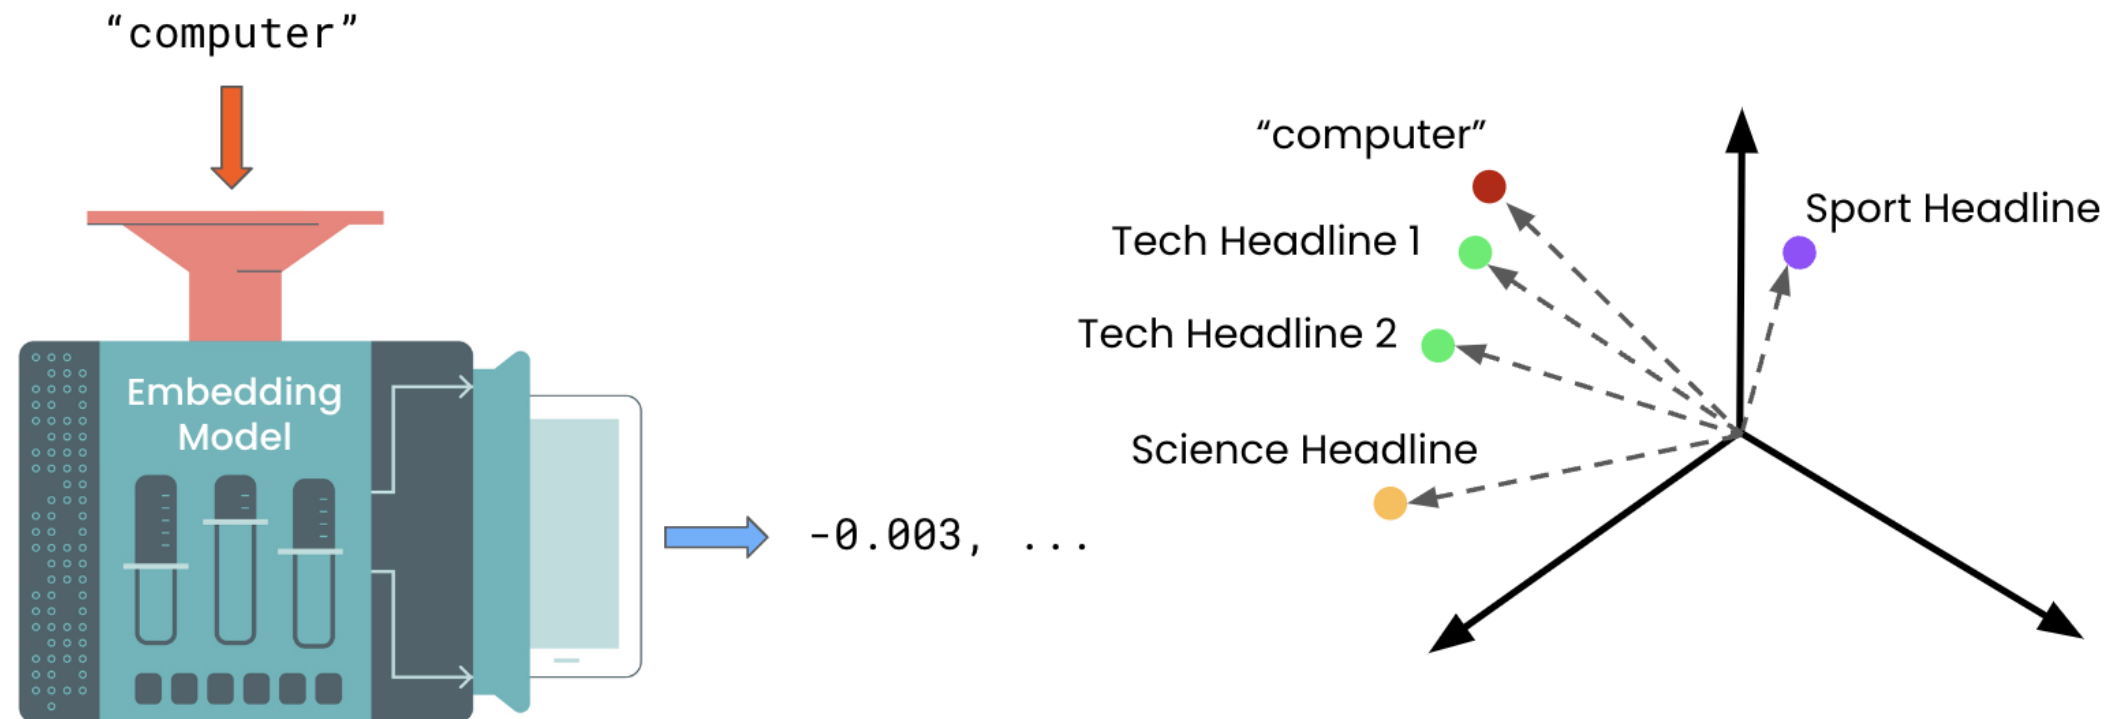 “computer”
Embedding
Model
-0.003, ...
“computer”
Tech Headline 1
Tech Headline 2
Science Headline
Sport Headline